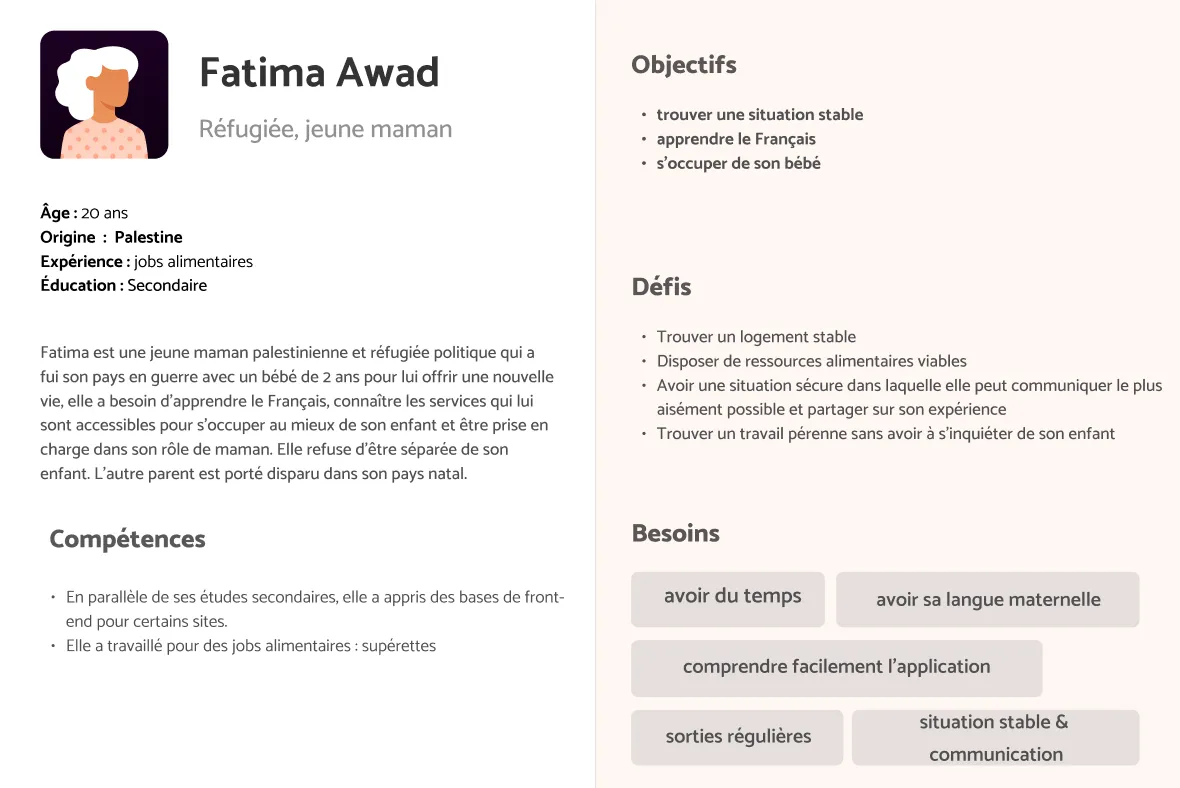 Fatima Awad
Réfugiée, jeune maman
Âge : 20 ans
Origine : Palestine
Expérience : jobs alimentaires
Éducation : Secondaire
Fatima est une jeune maman palestinienne et réfugiée politique qui a
fui son pays en guerre avec un bébé de 2 ans pour lui offrir une nouvelle
vie, elle a besoin d'apprendre le Français, connaître les services qui lui
sont accessibles pour s'occuper au mieux de son enfant et être prise en
charge dans son rôle de maman. Elle refuse d'être séparée de son
enfant. L'autre parent est porté disparu dans son pays natal.
Compétences
• En parallèle de ses études secondaires, elle a appris des bases de front-
end pour certains sites.
• Elle a travaillé pour des jobs alimentaires : supérettes
Objectifs
• trouver une situation stable
• apprendre le Français
• s'occuper de son bébé
Défis
• Trouver un logement stable
• Disposer de ressources alimentaires viables
• Avoir une situation sécure dans laquelle elle peut communiquer le plus
aisément possible et partager sur son expérience
• Trouver un travail pérenne sans avoir à s'inquiéter de son enfant
Besoins
avoir du temps
avoir sa langue maternelle
comprendre facilement l'application
sorties régulières
situation stable &
communication